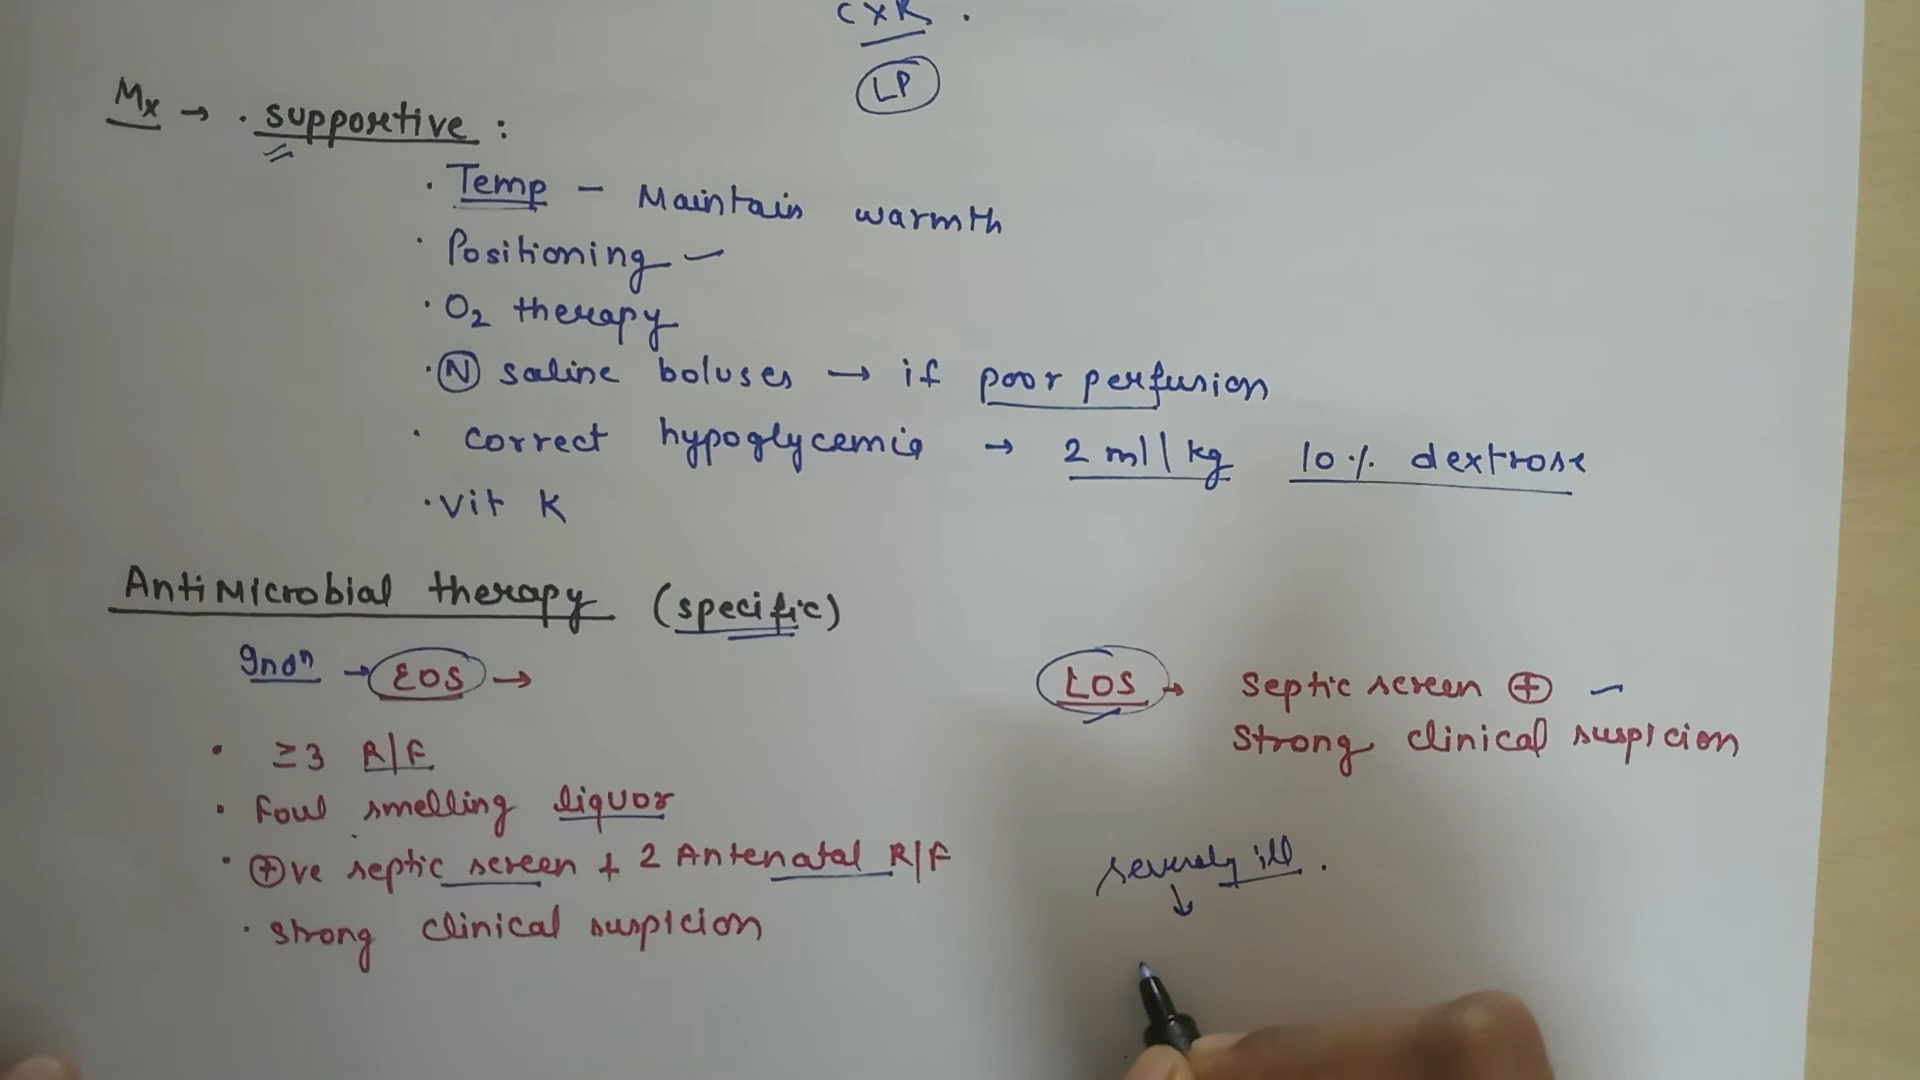 CXR.
LP
Mx → . supportive :
. Temp - Maintain warmth
. Positioning -
. O₂ therapy
. Ⓝ saline boluses → if poor perfusion
. correct hypoglycemia → 2 ml/kg 10% dextrose
. vit K
AntiMicrobial therapy (specific)
Indⁿ → EOS →
. ≥3 R/F
. Foul smelling liquor
. ⊕ve septic screen + 2 Antenatal R/F
. strong clinical suspicion
LOS → septic screen ⊕ -
strong clinical suspicion
severely ill .
↓